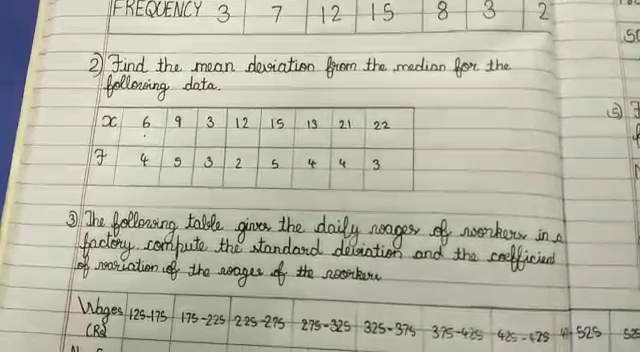 FREQUENCY 3 7 12 15 8 3 2
2) Find the mean deviation from the median for the
following data.
x 6 9 3 12 15 13 21 22
f 4 5 3 2 5 4 4 3
3) The following table gives the daily wages of workers in a
factory. compute the standard deviation and the coefficient
of variation of the wages of the workers
Wages 125-175 175-225 225-275 275-325 325-375 375-425 425-475 525
(Rs)